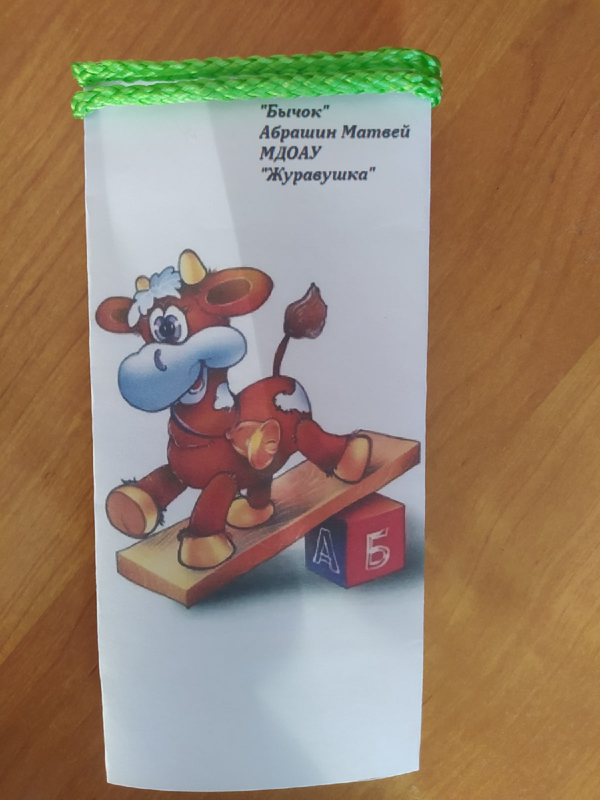 "Бычок"
Абрашин Матвей
МДОАУ
"Журавушка"
А Б